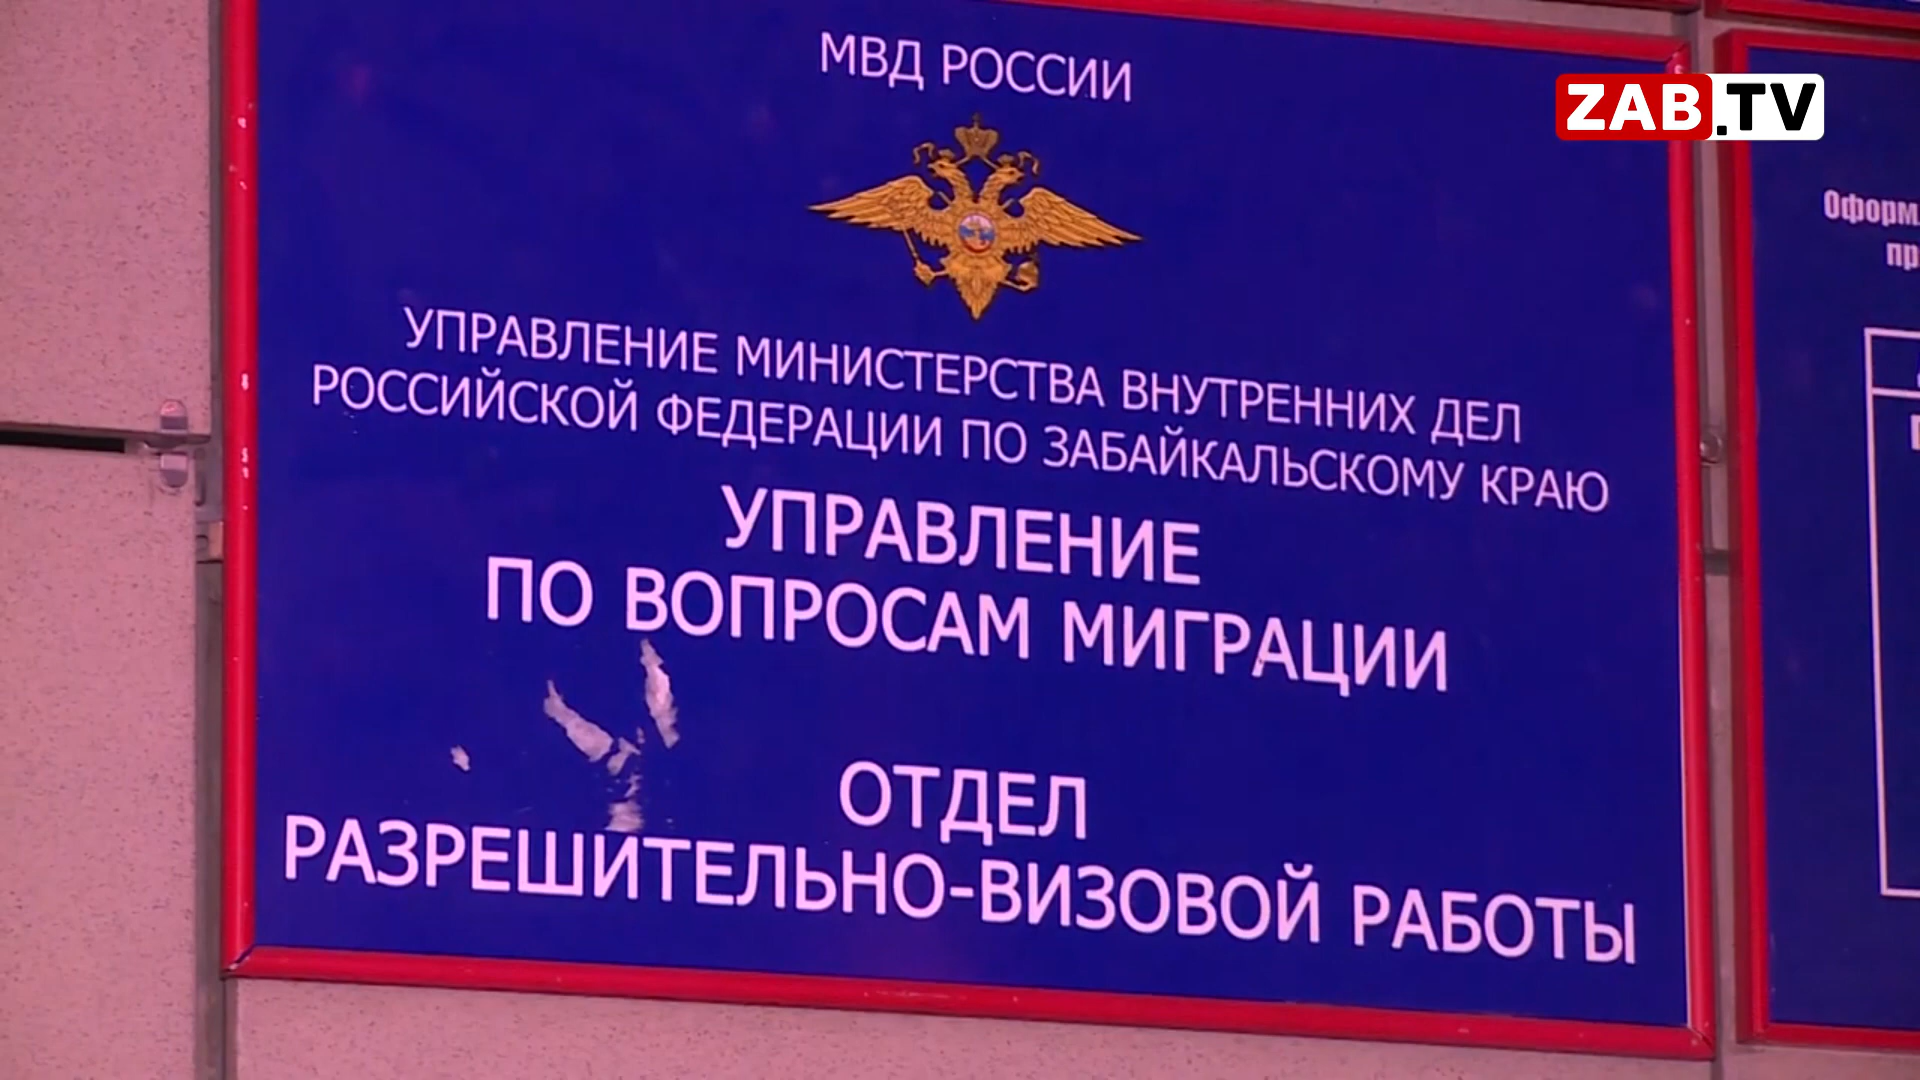 МВД РОССИИ
УПРАВЛЕНИЕ МИНИСТЕРСТВА ВНУТРЕННИХ ДЕЛ
РОССИЙСКОЙ ФЕДЕРАЦИИ ПО ЗАБАЙКАЛЬСКОМУ КРАЮ
УПРАВЛЕНИЕ
ПО ВОПРОСАМ МИГРАЦИИ
ОТДЕЛ
РАЗРЕШИТЕЛЬНО-ВИЗОВОЙ РАБОТЫ
ZAB.TV